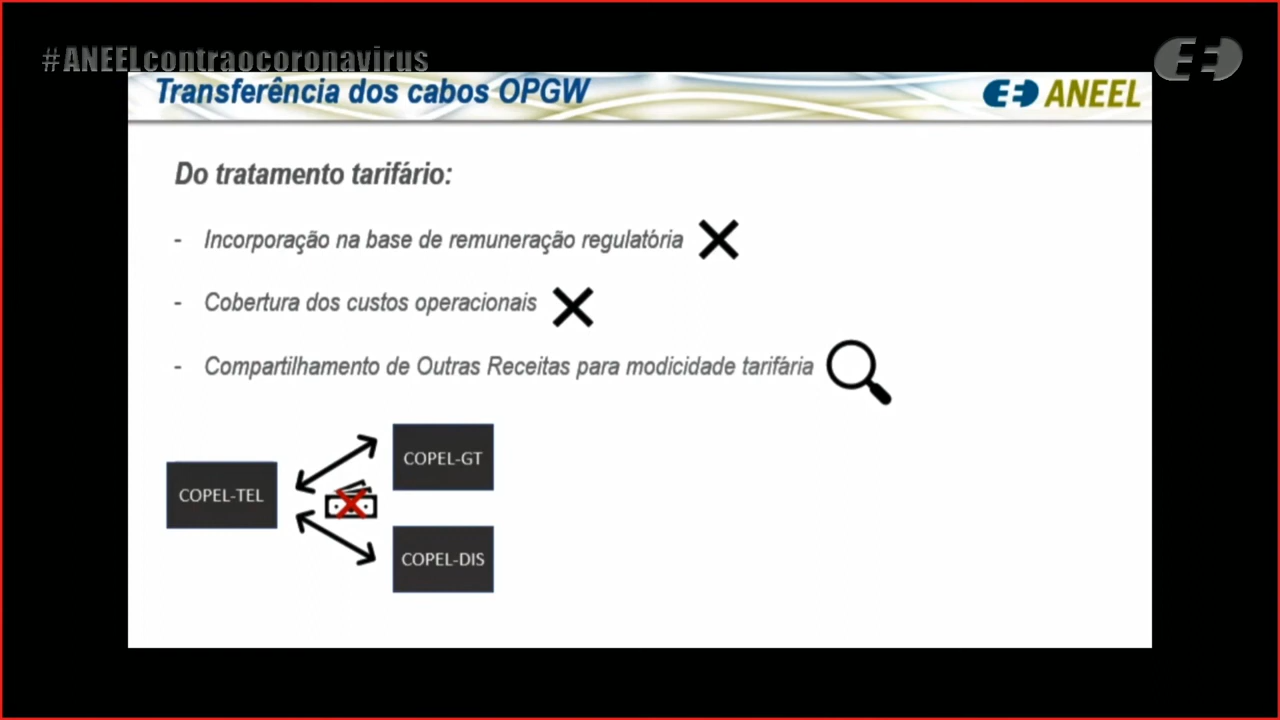 #ANEELcontraocoronavirus
Transferência dos cabos OPGW
ANEEL
Do tratamento tarifário:
- Incorporação na base de remuneração regulatória
- Cobertura dos custos operacionais
- Compartilhamento de Outras Receitas para modicidade tarifária
COPEL-GT
COPEL-TEL
COPEL-DIS